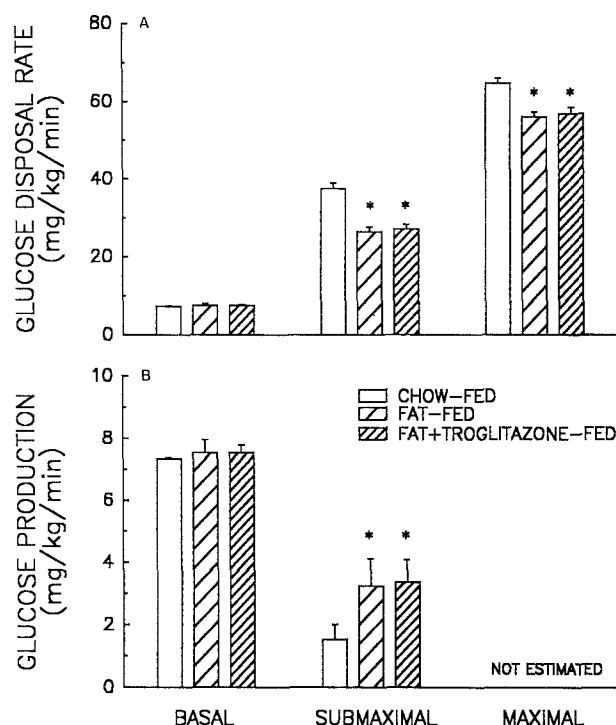 A
GLUCOSE DISPOSAL RATE
(mg/kg/min)
80
60
40
20
0
*
*
*
*
B
GLUCOSE PRODUCTION
(mg/kg/min)
10
8
6
4
2
0
CHOW-FED
FAT-FED
FAT+TROGLITAZONE-FED
*
*
NOT ESTIMATED
BASAL
SUBMAXIMAL
MAXIMAL